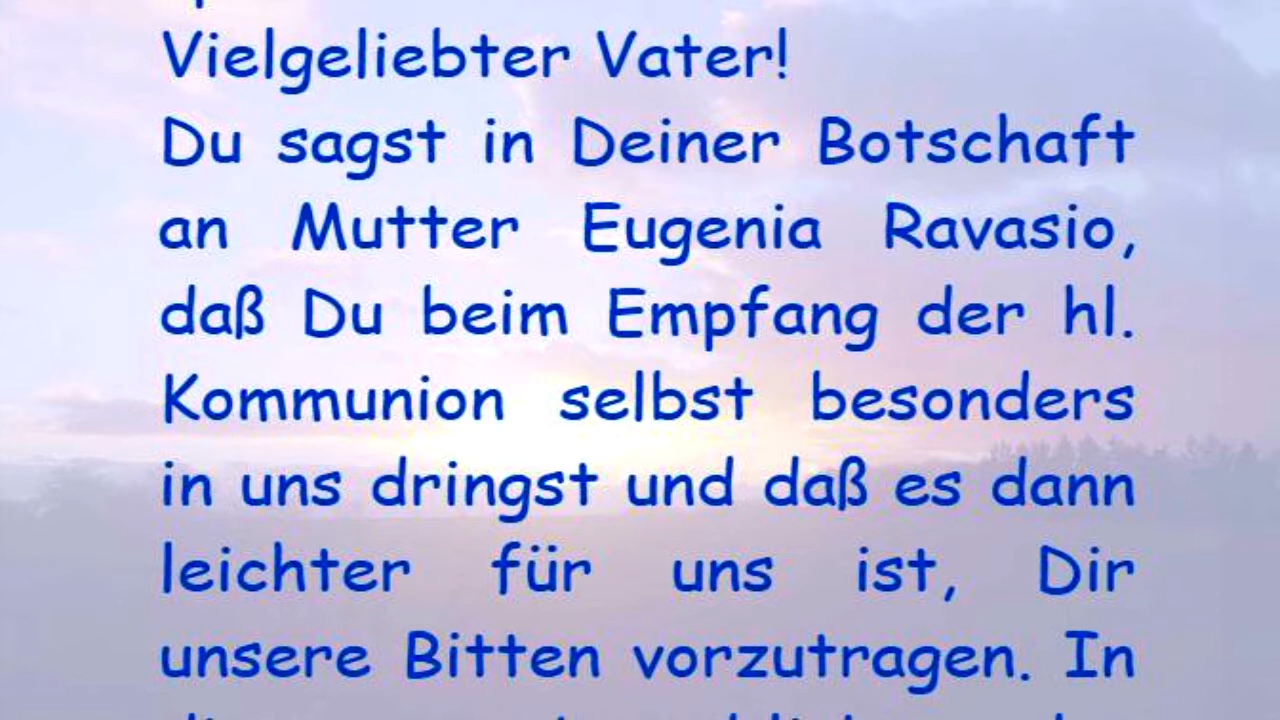 Vielgeliebter Vater!
Du sagst in Deiner Botschaft
an Mutter Eugenia Ravasio,
daß Du beim Empfang der hl.
Kommunion selbst besonders
in uns dringst und daß es dann
leichter für uns ist, Dir
unsere Bitten vorzutragen. In